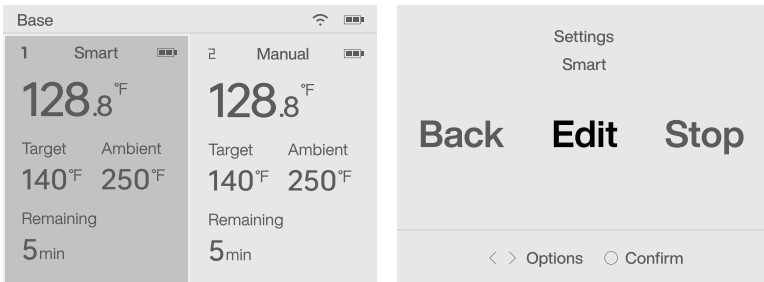 Base
1 Smart
128.8°F
Target Ambient
140°F 250°F
Remaining
5min
2 Manual
128.8°F
Target Ambient
140°F 250°F
Remaining
5min
Settings
Smart
Back Edit Stop
< > Options ○ Confirm